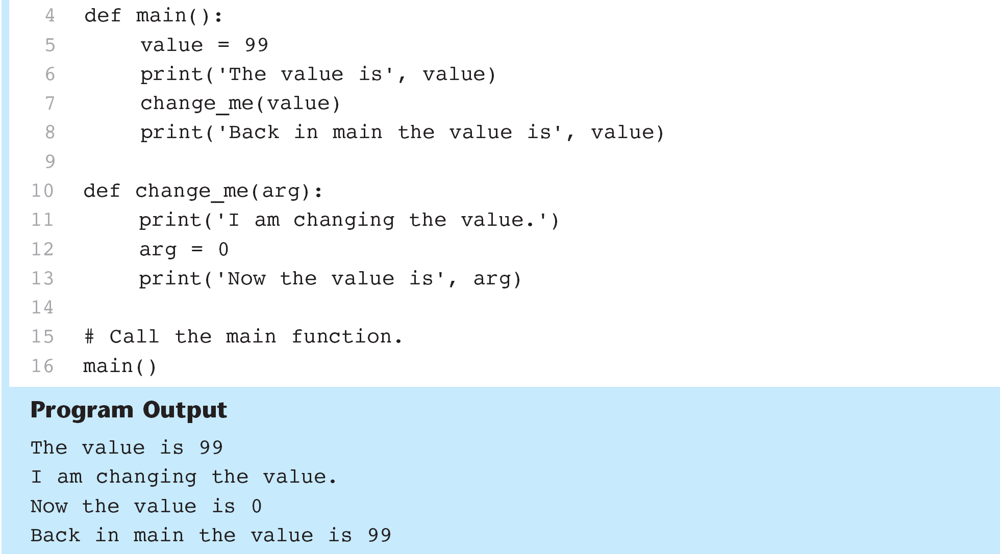 4 def main():
5     value = 99
6     print('The value is', value)
7     change_me(value)
8     print('Back in main the value is', value)
9
10 def change_me(arg):
11     print('I am changing the value.')
12     arg = 0
13     print('Now the value is', arg)
14
15 # Call the main function.
16 main()
Program Output
The value is 99
I am changing the value.
Now the value is 0
Back in main the value is 99